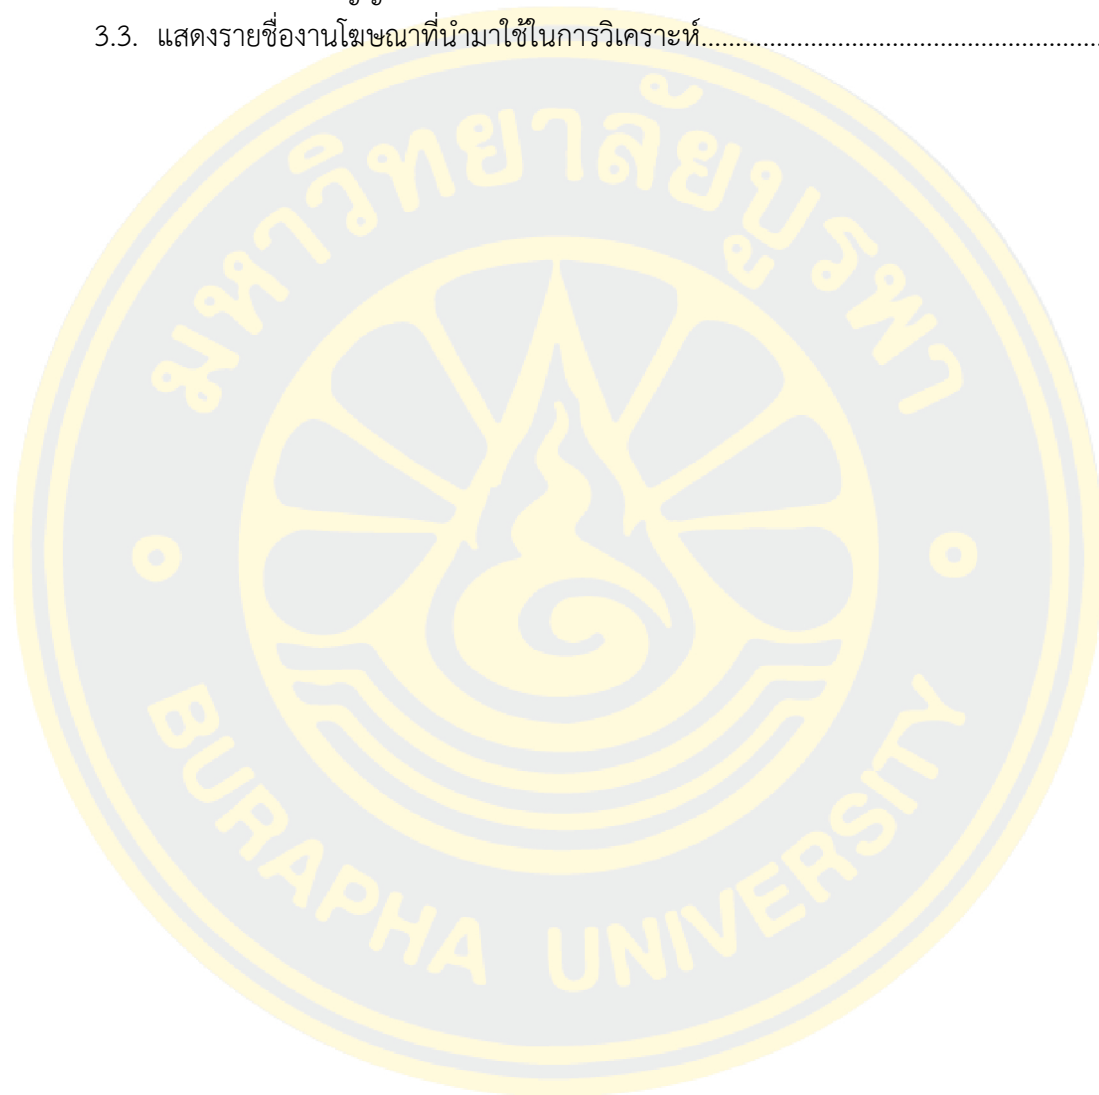 3.3. แสดงรายชื่องานโฆษณาที่นำมาใช้ในการวิเคราะห์.............................................................
มหาวิทยาลัยบูรพา
BURAPHA UNIVERSITY